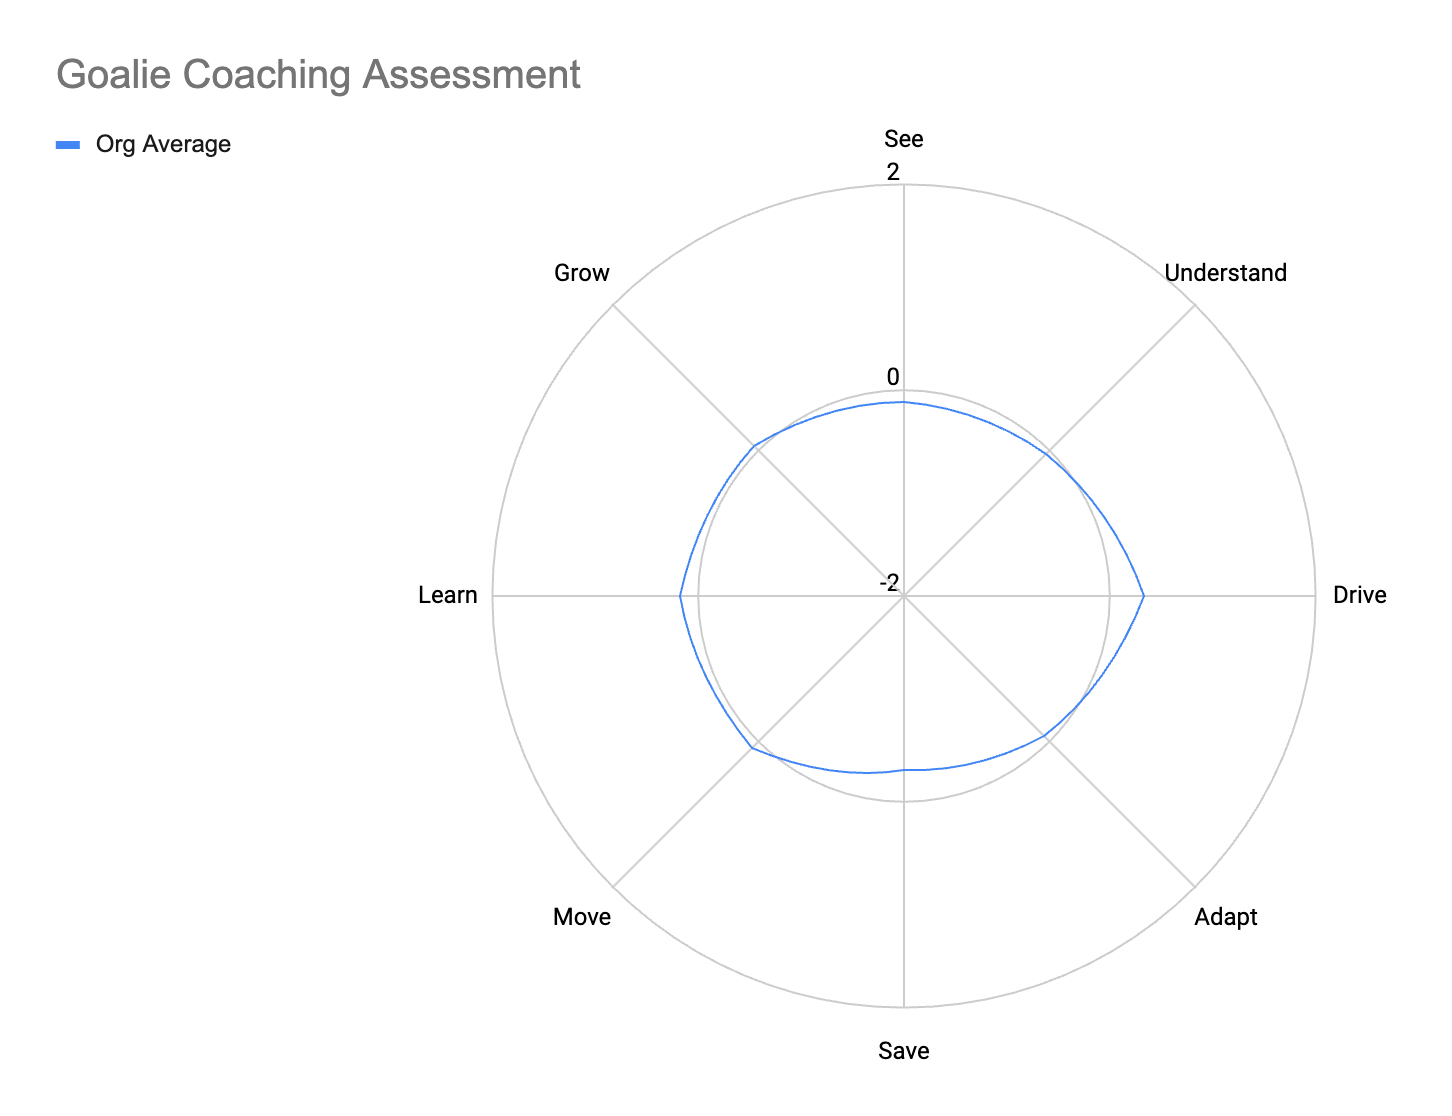 Goalie Coaching Assessment
Org Average
See
2
Grow
Understand
0
-2
Learn
Drive
Move
Adapt
Save